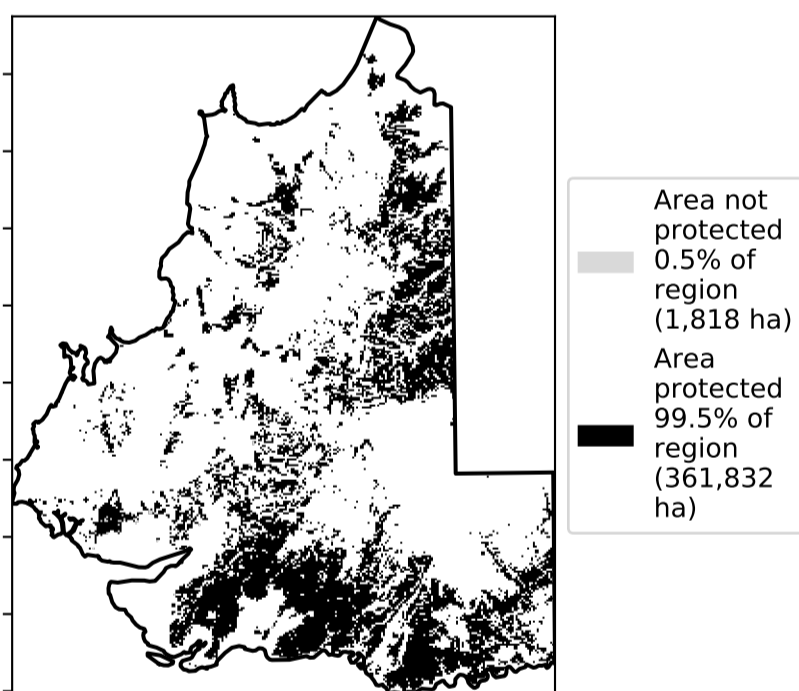 Area not
protected
0.5% of
region
(1,818 ha)
Area
protected
99.5% of
region
(361,832
ha)